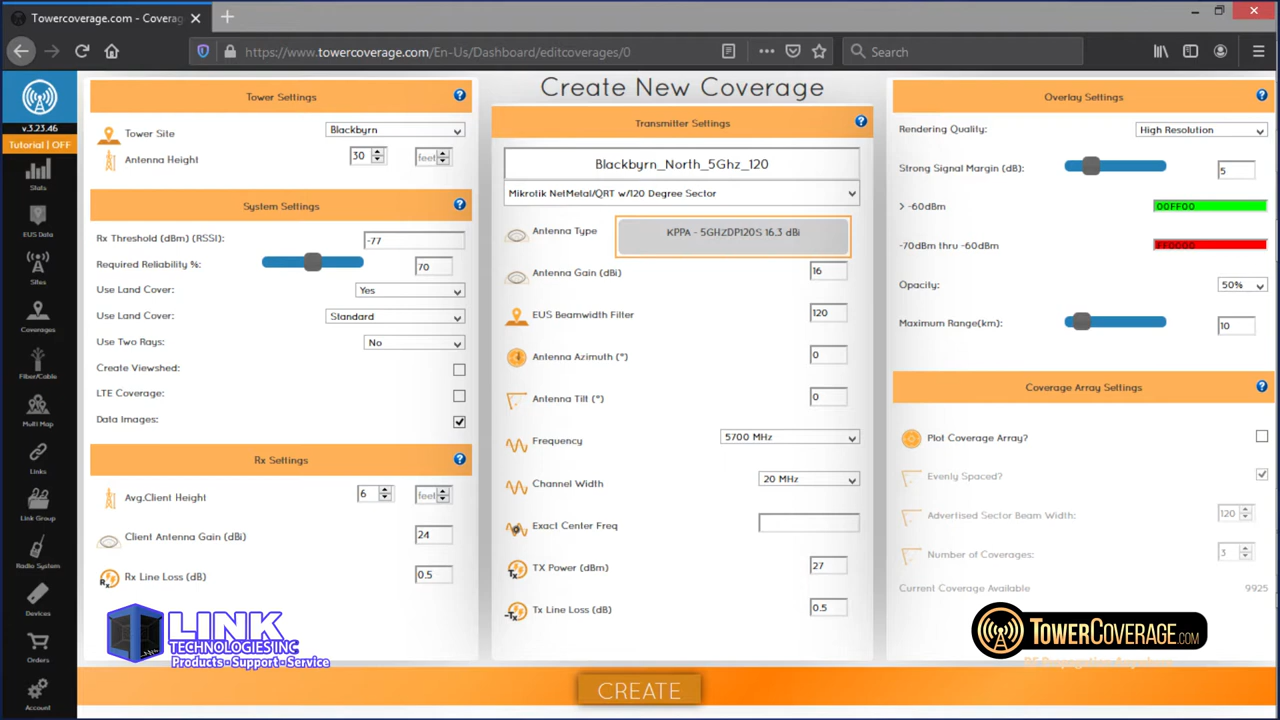 Towercoverage.com - Coverag
https://www.towercoverage.com/En-Us/Dashboard/editcoverages/0
Search
v.3.23.46
Tutorial | OFF
Stats
EUS Data
Sites
Coverages
Fiber/Cable
Multi Map
Links
Link Group
Radio System
Devices
Orders
Account
Tower Settings
Tower Site
Blackbyrn
Antenna Height
30
feet
System Settings
Rx Threshold (dBm) (RSSI):
-77
Required Reliability %:
70
Use Land Cover:
Yes
Use Land Cover:
Standard
Use Two Rays:
No
Create Viewshed:
LTE Coverage:
Data Images:
Rx Settings
Avg.Client Height
6
feet
Client Antenna Gain (dBi)
24
Rx Line Loss (dB)
0.5
LINK
TECHNOLOGIES INC
Products · Support · Service
Create New Coverage
Transmitter Settings
Blackbyrn_North_5Ghz_120
Mikrotik NetMetal/QRT w/120 Degree Sector
Antenna Type
KPPA - 5GHZDP120S 16.3 dBi
Antenna Gain (dBi)
16
EUS Beamwidth Filter
120
Antenna Azimuth (°)
0
Antenna Tilt (°)
0
Frequency
5700 MHz
Channel Width
20 MHz
Exact Center Freq
TX Power (dBm)
27
Tx Line Loss (dB)
0.5
CREATE
Overlay Settings
Rendering Quality:
High Resolution
Strong Signal Margin (dB):
5
> -60dBm
00FF00
-70dBm thru -60dBm
FF0000
Opacity:
50%
Maximum Range(km):
10
Coverage Array Settings
Plot Coverage Array?
Evenly Spaced?
Advertised Sector Beam Width:
120
Number of Coverages:
3
Current Coverage Available
9925
TOWERCOVERAGE.COM